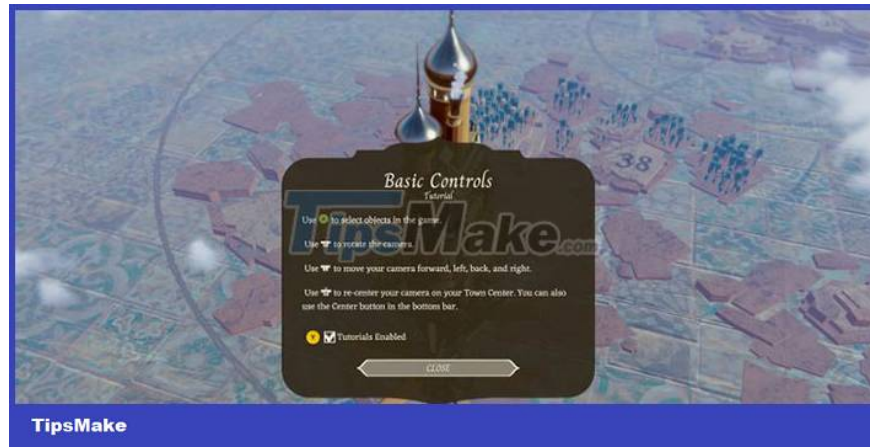 38
Basic Controls
Tutorial
Use A to select objects in the game.
Use to rotate the camera.
Use to move your camera forward, left, back, and right.
Use to re-center your camera on your Town Center. You can also
use the Center button in the bottom bar.
Y Tutorials Enabled
CLOSE
TipsMake.com
TipsMake